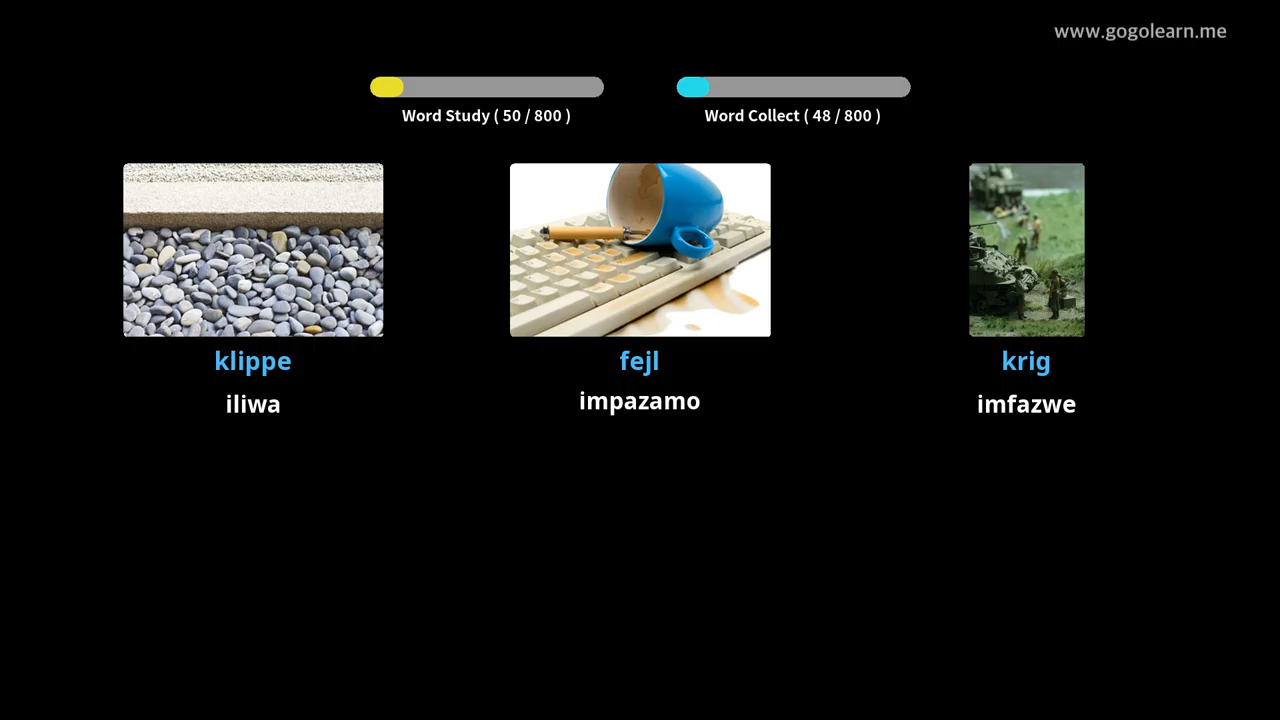 www.gogolearn.me
Word Study ( 50 / 800 )
Word Collect ( 48 / 800 )
klippe
fejl
krig
iliwa
impazamo
imfazwe